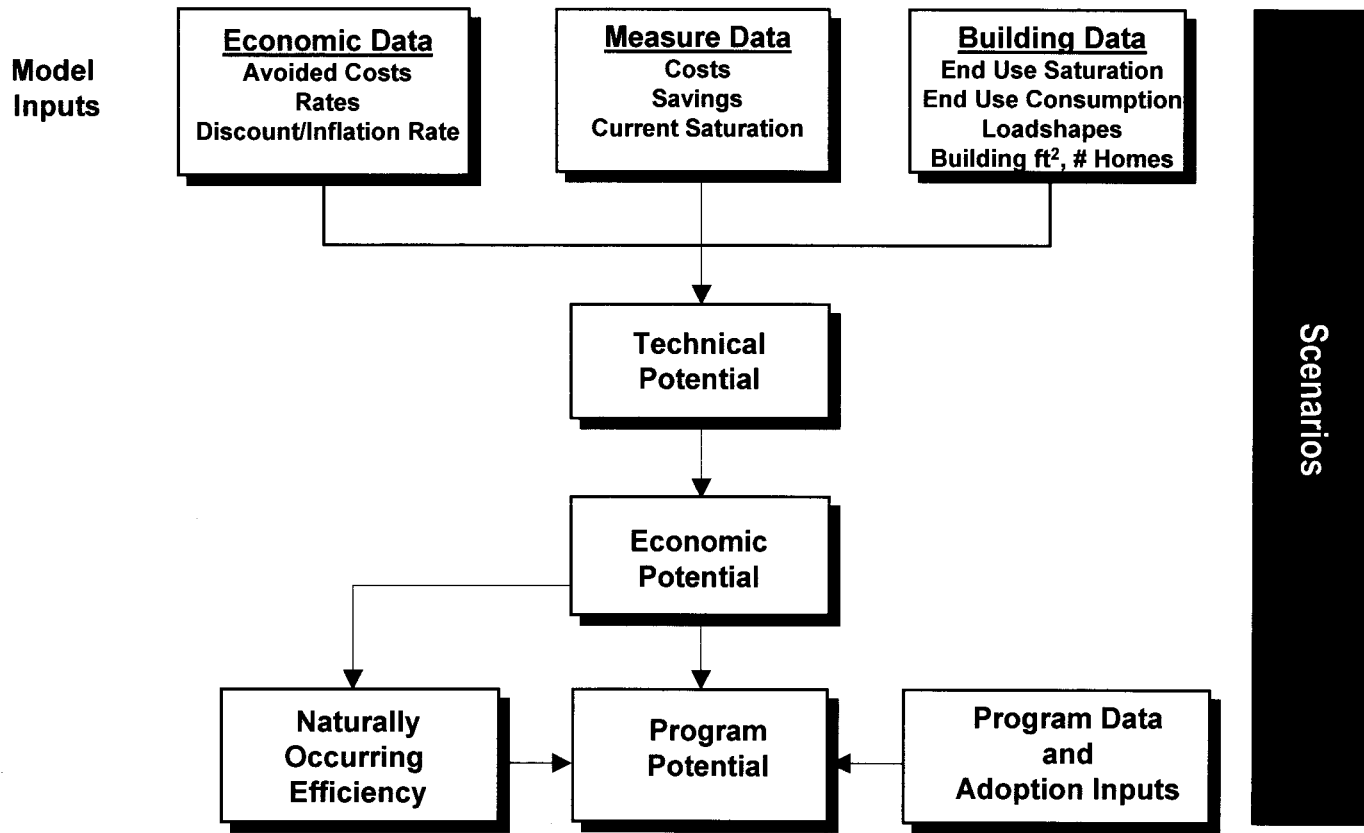 Model
Inputs
Economic Data
Avoided Costs
Rates
Discount/Inflation Rate
Measure Data
Costs
Savings
Current Saturation
Building Data
End Use Saturation
End Use Consumption
Loadshapes
Building ft², # Homes
Technical
Potential
Economic
Potential
Naturally
Occurring
Efficiency
Program
Potential
Program Data
and
Adoption Inputs
Scenarios